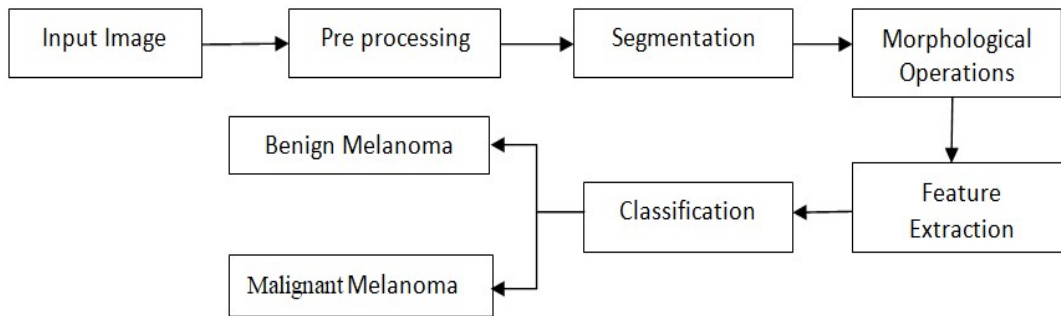 Input Image
Pre processing
Segmentation
Morphological
Operations
Feature
Extraction
Classification
Benign Melanoma
Malignant Melanoma